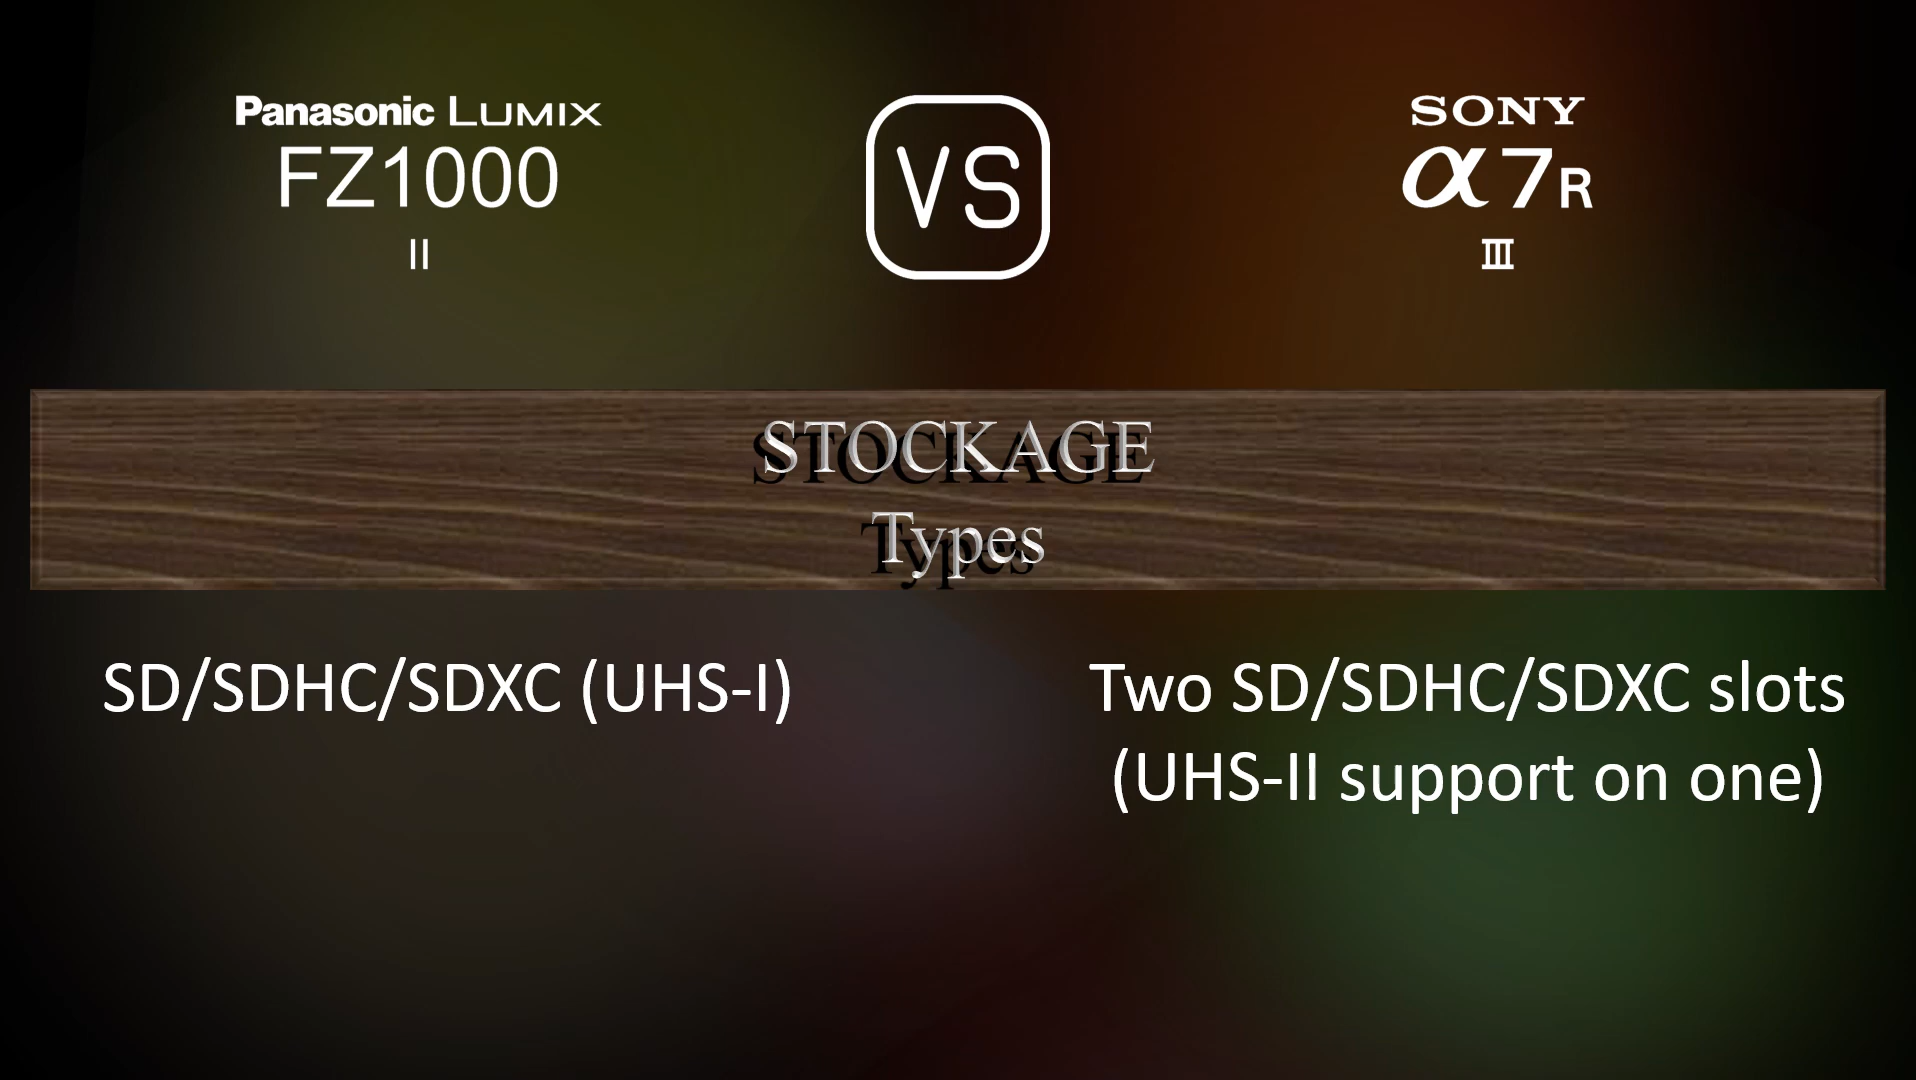 Panasonic LUMIX
FZ1000
II
VS
SONY
α7R
III
STOCKAGE
Types
SD/SDHC/SDXC (UHS-I)
Two SD/SDHC/SDXC slots
(UHS-II support on one)